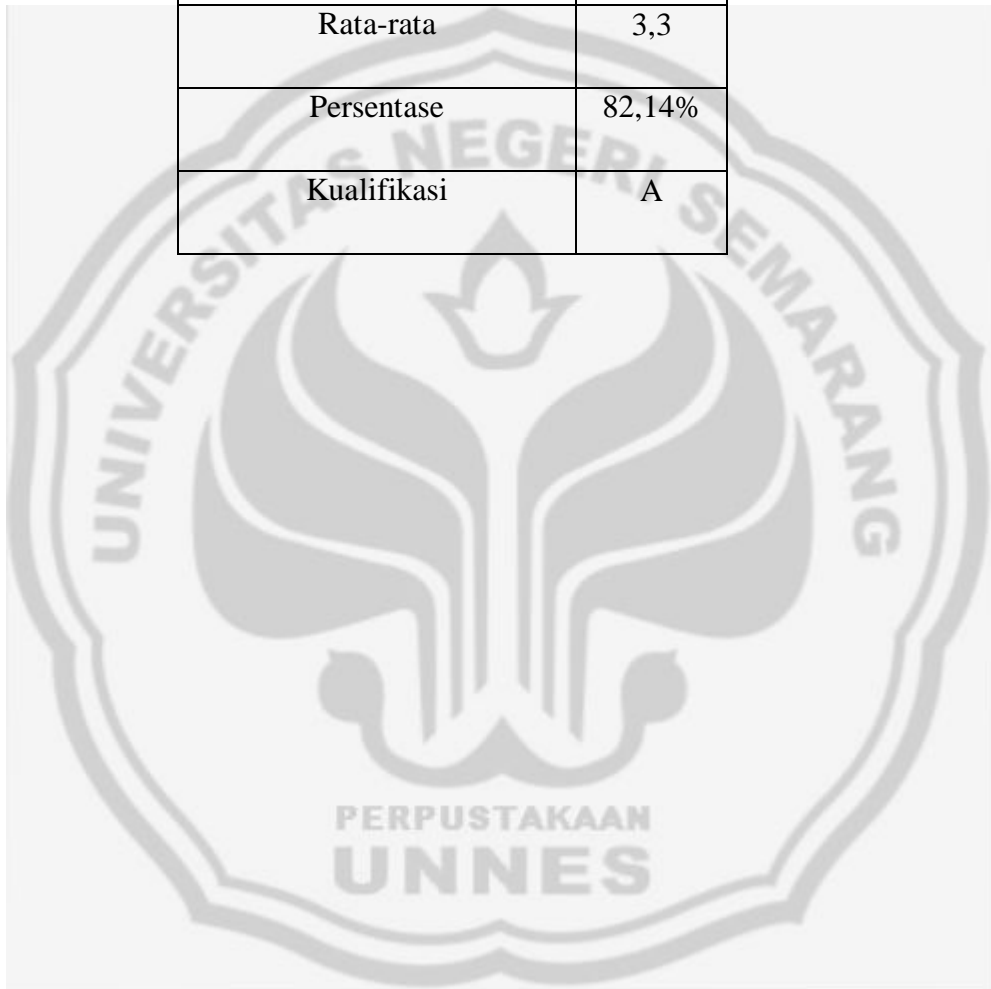 Rata-rata 3,3
Persentase 82,14%
Kualifikasi A
UNIVERSITAS NEGERI SEMARANG
PERPUSTAKAAN
UNNES